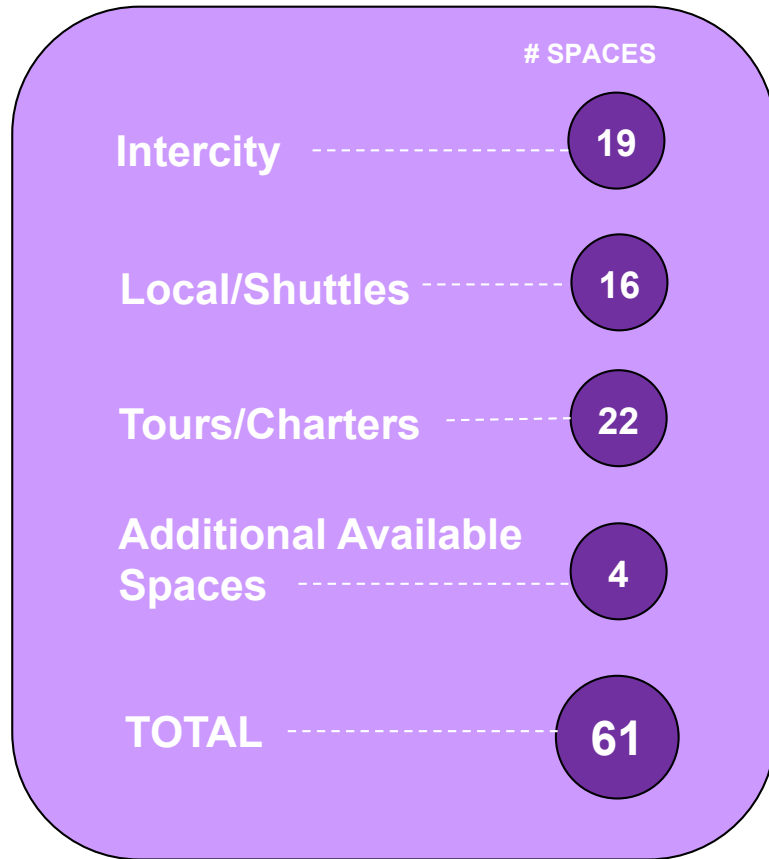 # SPACES
Intercity 19
Local/Shuttles 16
Tours/Charters 22
Additional Available
Spaces 4
TOTAL 61